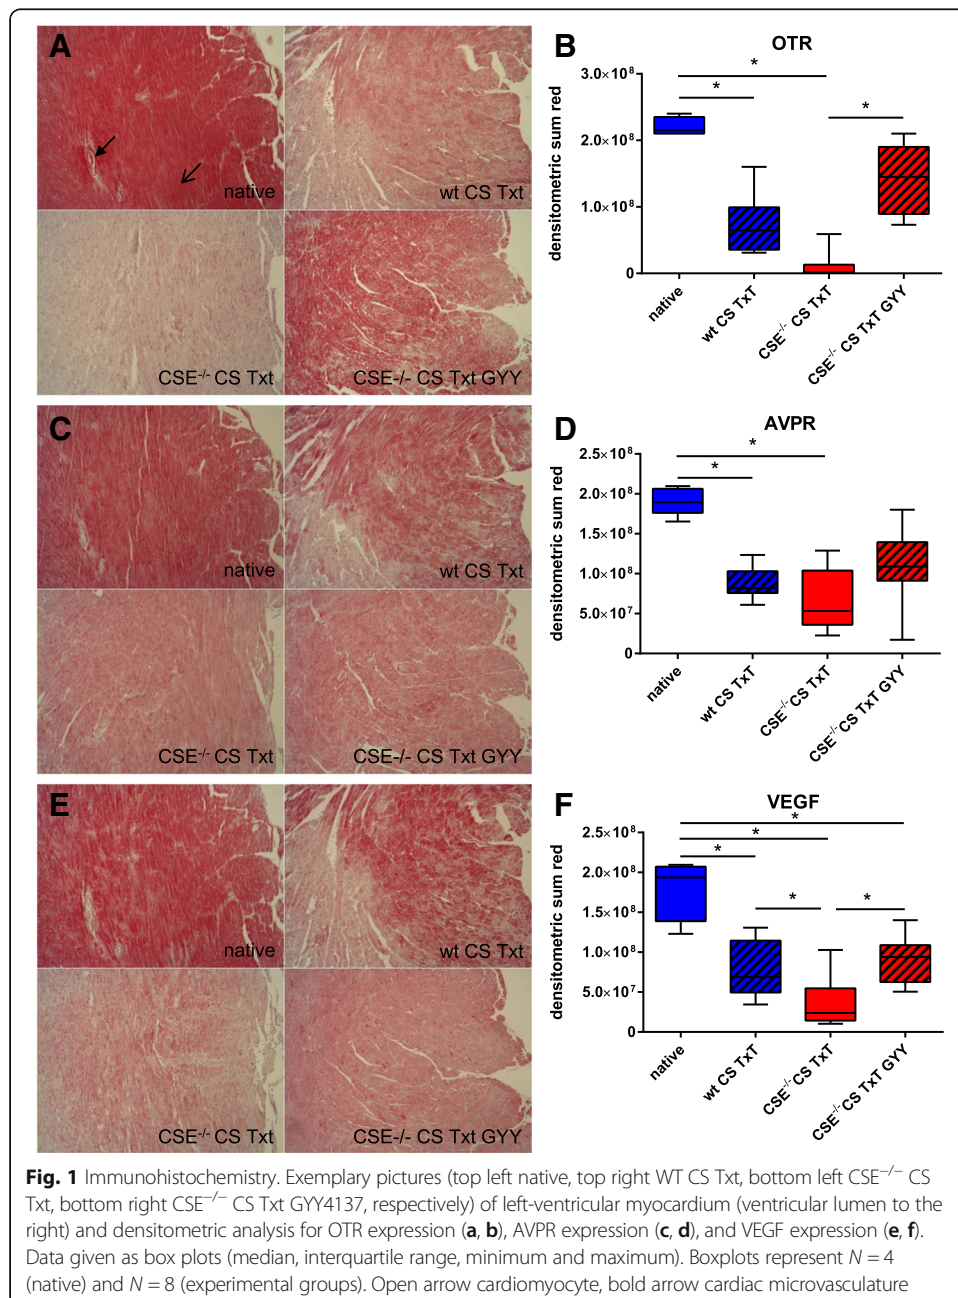 A
native
wt CS Txt
CSE⁻/⁻ CS Txt
CSE-/- CS Txt GYY
B
OTR
densitometric sum red
3.0×10⁸
2.0×10⁸
1.0×10⁸
0
*
*
*
native
wt CS TxT
CSE⁻/⁻ CS TxT
CSE⁻/⁻ CS TxT GYY
C
native
wt CS Txt
CSE⁻/⁻ CS Txt
CSE-/- CS Txt GYY
D
AVPR
densitometric sum red
2.5×10⁸
2.0×10⁸
1.5×10⁸
1.0×10⁸
5.0×10⁷
0
*
*
native
wt CS TxT
CSE⁻/⁻CS TxT
CSE⁻/⁻CS TxT GYY
E
native
wt CS Txt
CSE⁻/⁻ CS Txt
CSE-/- CS Txt GYY
F
VEGF
densitometric sum red
2.5×10⁸
2.0×10⁸
1.5×10⁸
1.0×10⁸
5.0×10⁷
0
*
*
*
*
*
native
wt CS TxT
CSE⁻/⁻CS TxT
CSE⁻/⁻CS TxT GYY
Fig. 1 Immunohistochemistry. Exemplary pictures (top left native, top right WT CS Txt, bottom left CSE⁻/⁻ CS
Txt, bottom right CSE⁻/⁻ CS Txt GYY4137, respectively) of left-ventricular myocardium (ventricular lumen to the
right) and densitometric analysis for OTR expression (a, b), AVPR expression (c, d), and VEGF expression (e, f).
Data given as box plots (median, interquartile range, minimum and maximum). Boxplots represent N = 4
(native) and N = 8 (experimental groups). Open arrow cardiomyocyte, bold arrow cardiac microvasculature